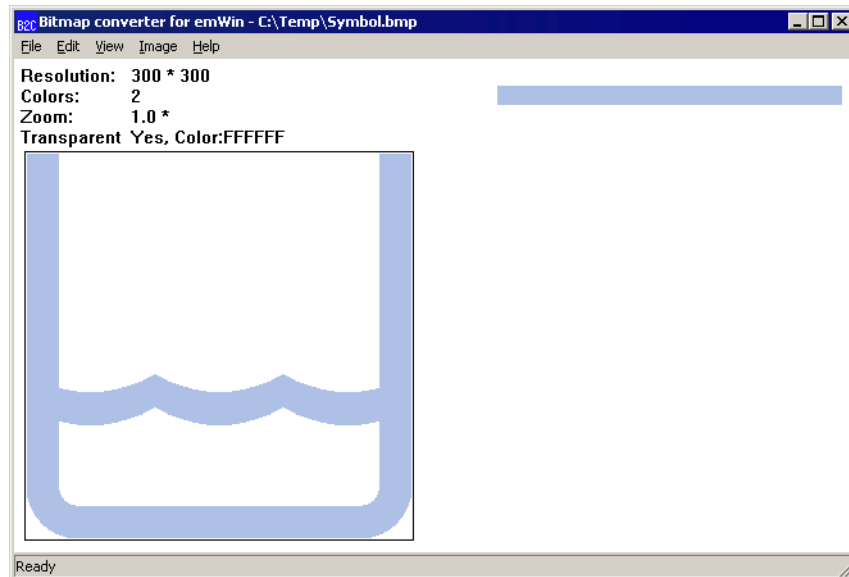 B2C Bitmap converter for emWin - C:\Temp\Symbol.bmp
File Edit View Image Help
Resolution: 300 * 300
Colors: 2
Zoom: 1.0 *
Transparent Yes, Color:FFFFFF
Ready